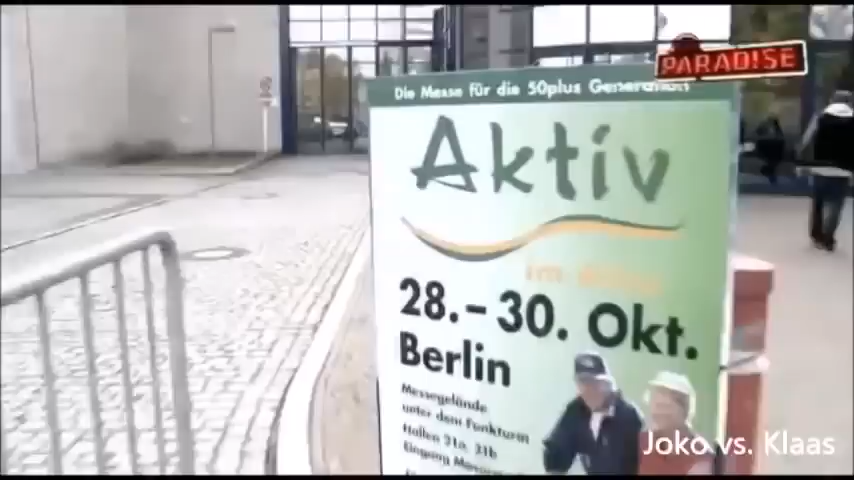 PARADISE
Die Messe für die 50plus Generation
Aktiv
im Alter
28.–30. Okt.
Berlin
Messegelände
unter dem Funkturm
Hallen 21a, 21b
Eingang
Joko vs. Klaas